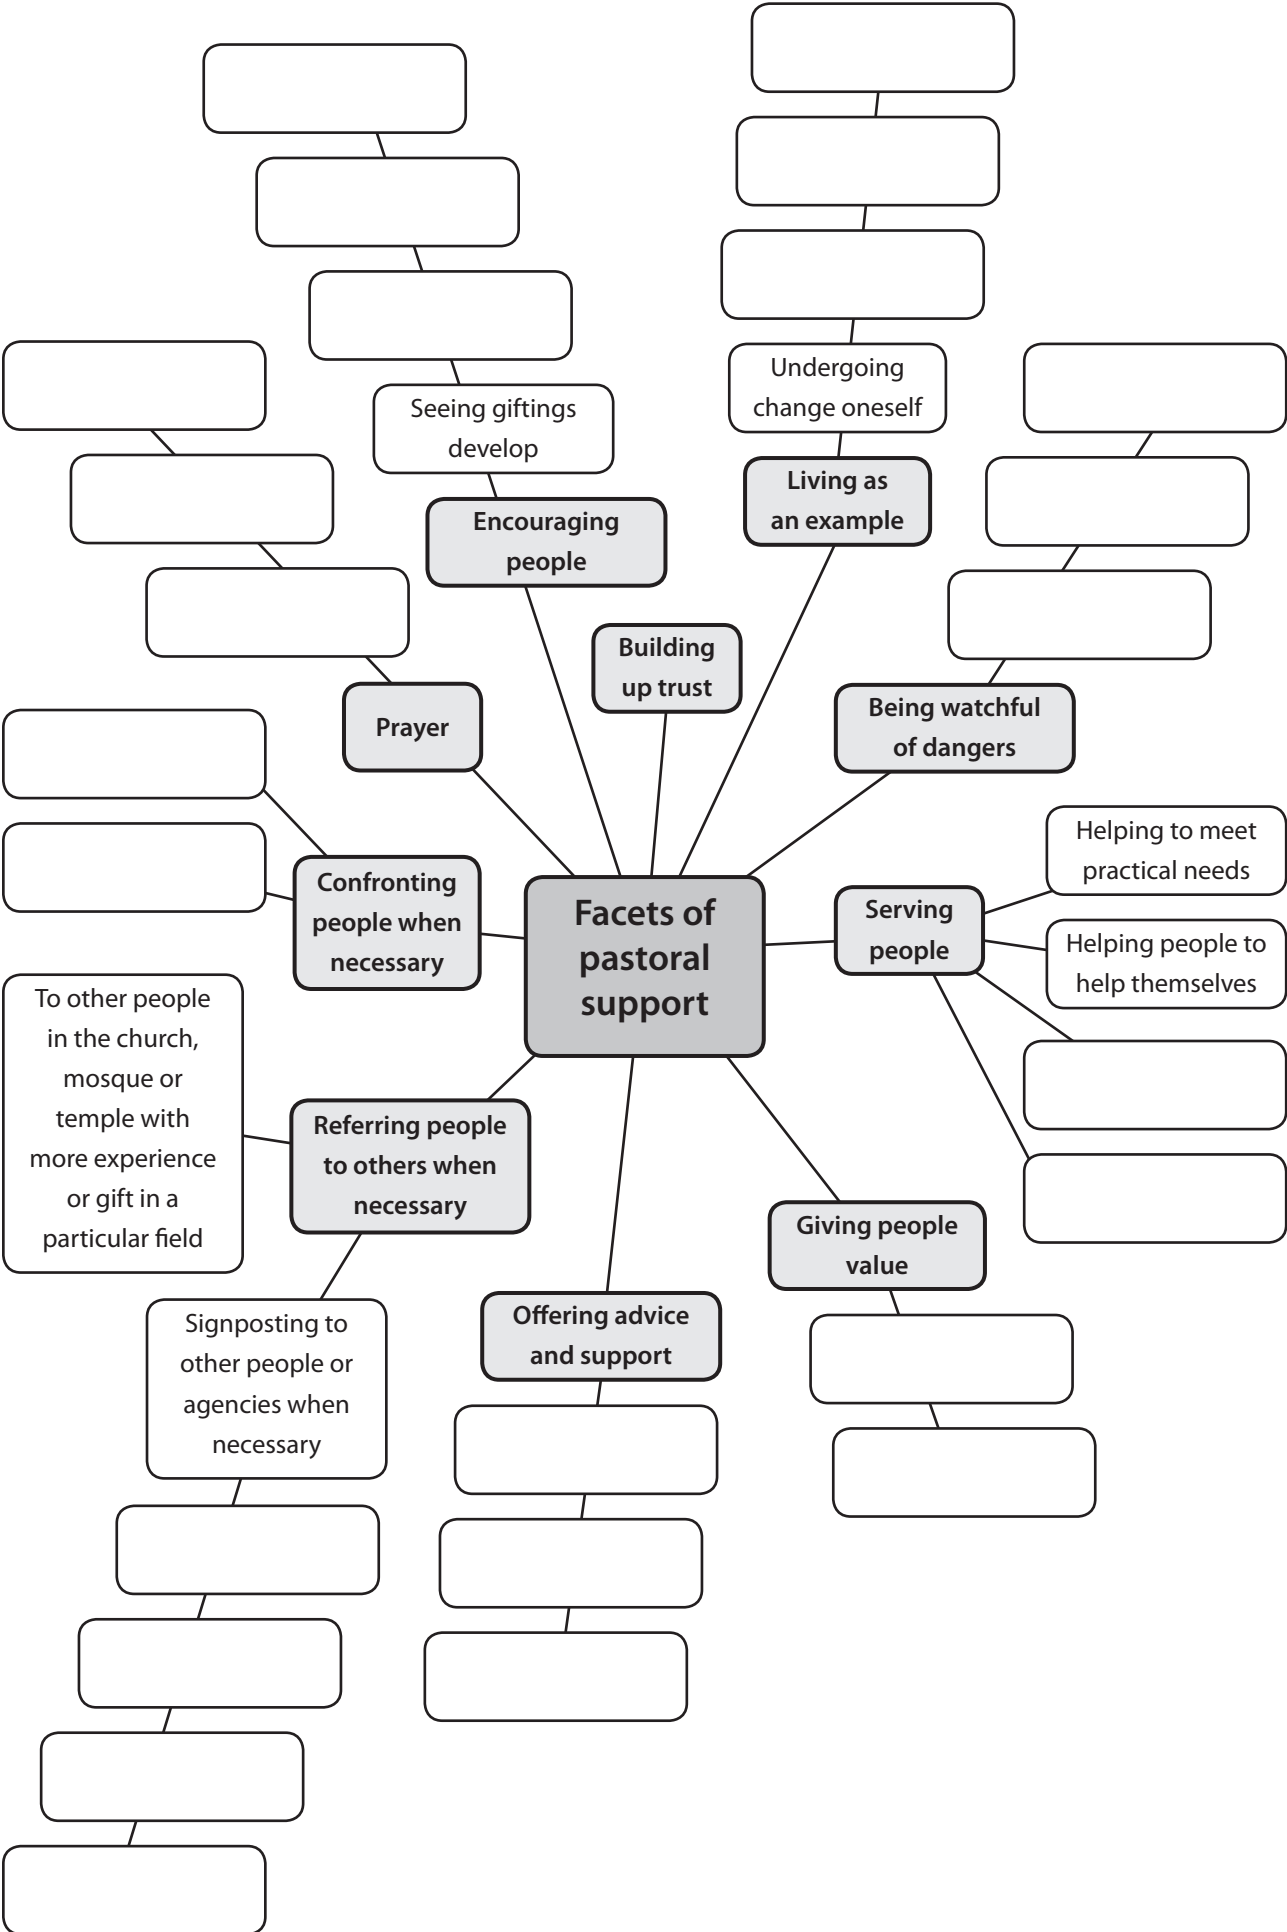 Undergoing
change oneself
Seeing giftings
develop
Living as
an example
Encouraging
people
Building
up trust
Being watchful
of dangers
Prayer
Helping to meet
practical needs
Confronting
people when
necessary
Facets of
pastoral
support
Serving
people
Helping people to
help themselves
To other people
in the church,
mosque or
temple with
more experience
or gift in a
particular field
Referring people
to others when
necessary
Giving people
value
Offering advice
and support
Signposting to
other people or
agencies when
necessary